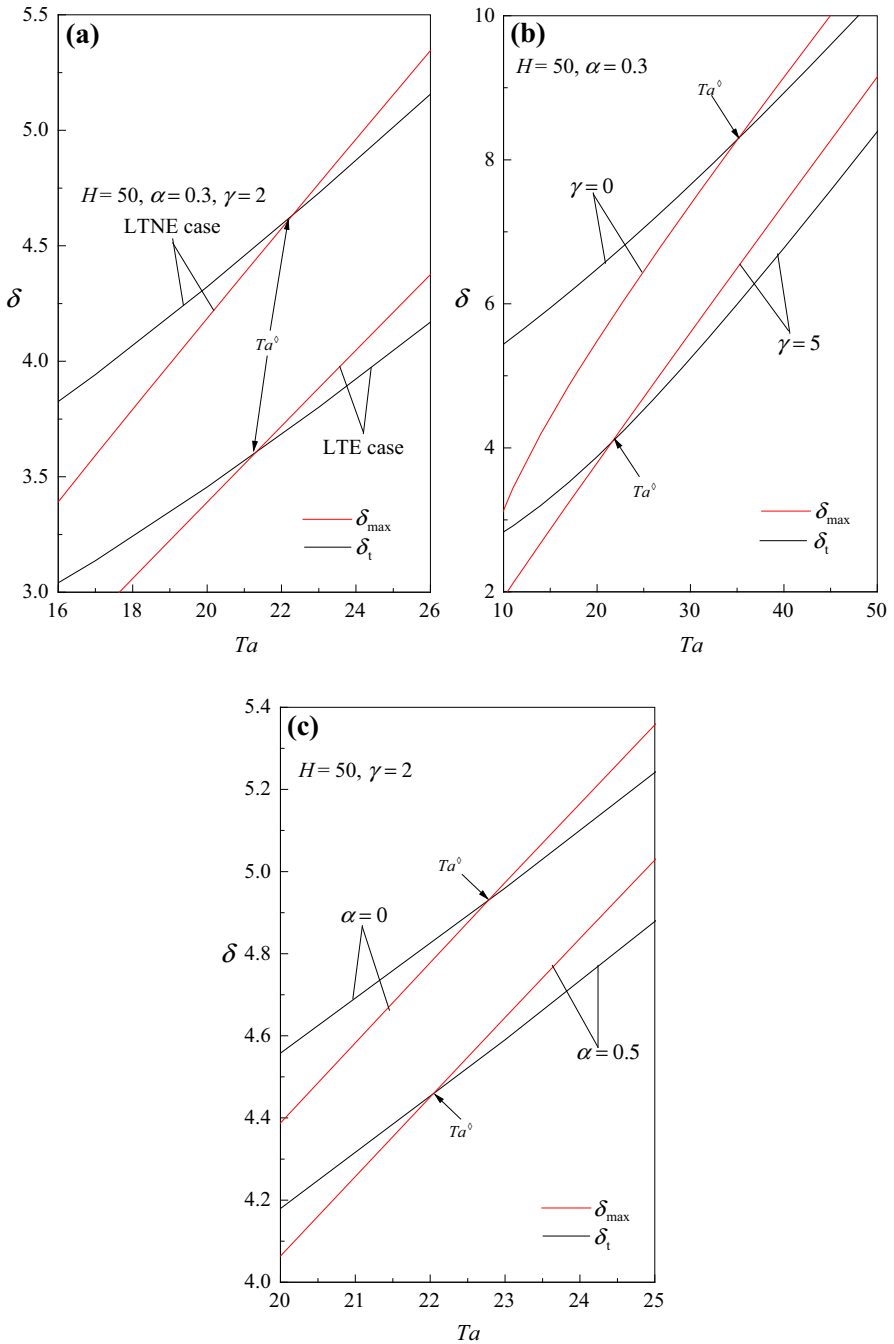 (a)
5.5
5.0
4.5
4.0
3.5
3.0
δ
H = 50, α = 0.3, γ = 2
LTNE case
Ta◊
LTE case
δmax
δt
16 18 20 22 24 26
Ta
(b)
10
8
6
4
2
δ
H = 50, α = 0.3
Ta◊
γ = 0
γ = 5
Ta◊
δmax
δt
10 20 30 40 50
Ta
(c)
5.4
5.2
5.0
4.8
4.6
4.4
4.2
4.0
δ
H = 50, γ = 2
Ta◊
α = 0
α = 0.5
Ta◊
δmax
δt
20 21 22 23 24 25
Ta